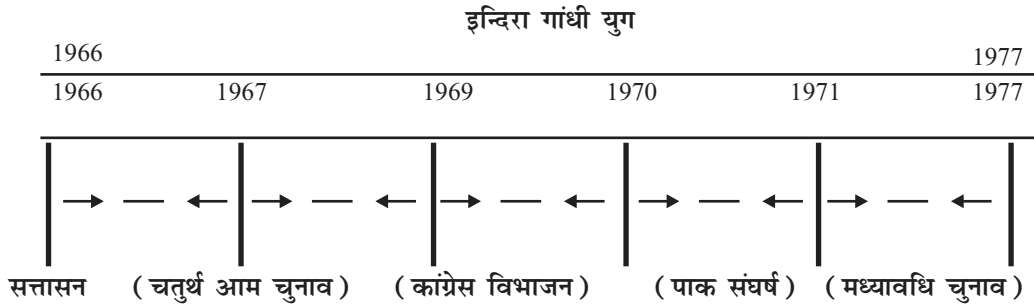 इन्दिरा गांधी युग
1966 1977
1966 1967 1969 1970 1971 1977
सत्तासन (चतुर्थ आम चुनाव) (कांग्रेस विभाजन) (पाक संघर्ष) (मध्यावधि चुनाव)